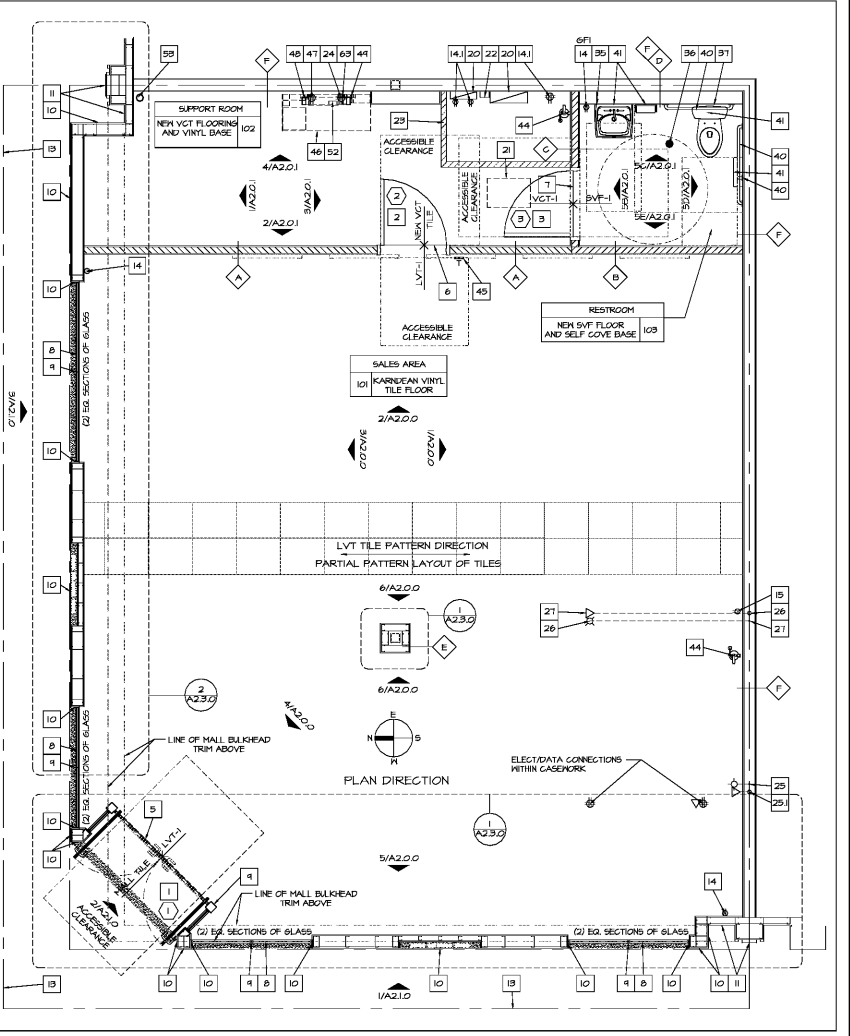 53
48 47 24 63 49
14.1 20 22 20 14.1
GFI
14 35 41
F
D
36 40 37
F
11
10
SUPPORT ROOM
NEW VCT FLOORING
AND VINYL BASE
102
46 52
23
44
41
13
ACCESSIBLE
CLEARANCE
21
C
40
41
40
4/A2.0.1
1/A2.0.1
3/A2.0.1
2/A2.0.1
2
2
NEW VCT
TILE
LVT-1
ACCESSIBLE
CLEARANCE
3
3
7
VCT-1
SVF-1
5C/A2.0.1
5B/A2.0.1
5D/A2.0.1
5E/A2.0.1
10
F
14
A
6
45
A
B
10
RESTROOM
NEW SVF FLOOR
AND SELF COVE BASE
103
ACCESSIBLE
CLEARANCE
8
9
(2) EQ. SECTIONS OF GLASS
SALES AREA
101
KARNDEAN VINYL
TILE FLOOR
3/A2.1.0
2/A2.0.0
3/A2.0.0
1/A2.0.0
10
LVT TILE PATTERN DIRECTION
PARTIAL PATTERN LAYOUT OF TILES
10
6/A2.0.0
1
A2.3.0
E
27
26
15
26
27
44
6/A2.0.0
F
2
A2.3.0
4/A2.0.0
10
8
9
(2) EQ. SECTIONS OF GLASS
LINE OF MALL BULKHEAD
TRIM ABOVE
E
N
S
W
PLAN DIRECTION
ELECT/DATA CONNECTIONS
WITHIN CASEWORK
25
25.1
5
10
10
1
A2.3.0
LVT-1
TILE
5/A2.0.0
1
1
9
2/A2.1.0
ACCESSIBLE
CLEARANCE
LINE OF MALL BULKHEAD
TRIM ABOVE
14
(2) EQ. SECTIONS OF GLASS
(2) EQ. SECTIONS OF GLASS
13
10 10 9 8 10
10
13
10 9 8 10 10 11
1/A2.1.0